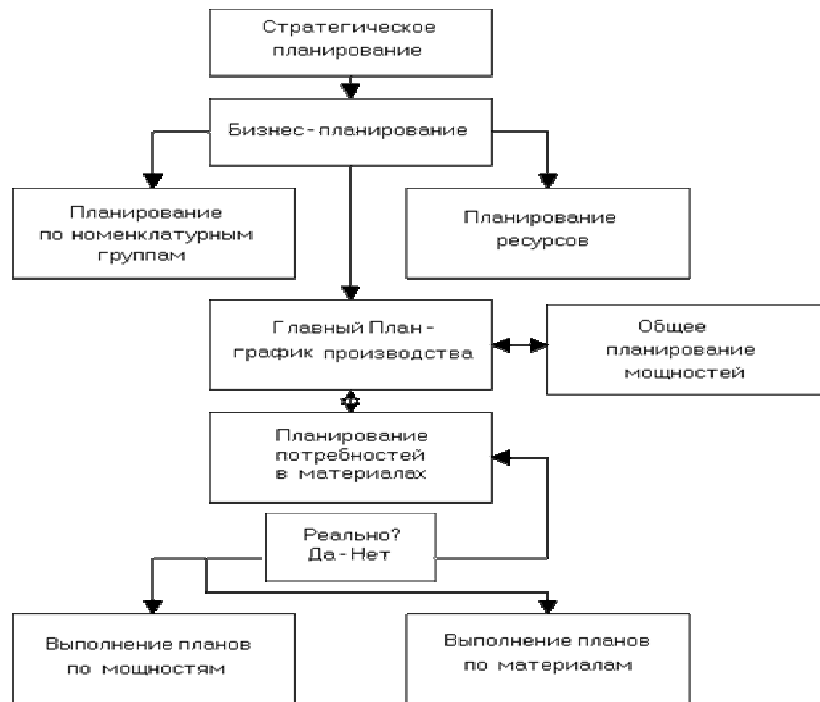 Стратегическое
планирование
Бизнес-планирование
Планирование
по номенклатурным
группам
Планирование
ресурсов
Главный План-
график производства
Общее
планирование
мощностей
Планирование
потребностей
в материалах
Реально?
Да-Нет
Выполнение планов
по мощностям
Выполнение планов
по материалам